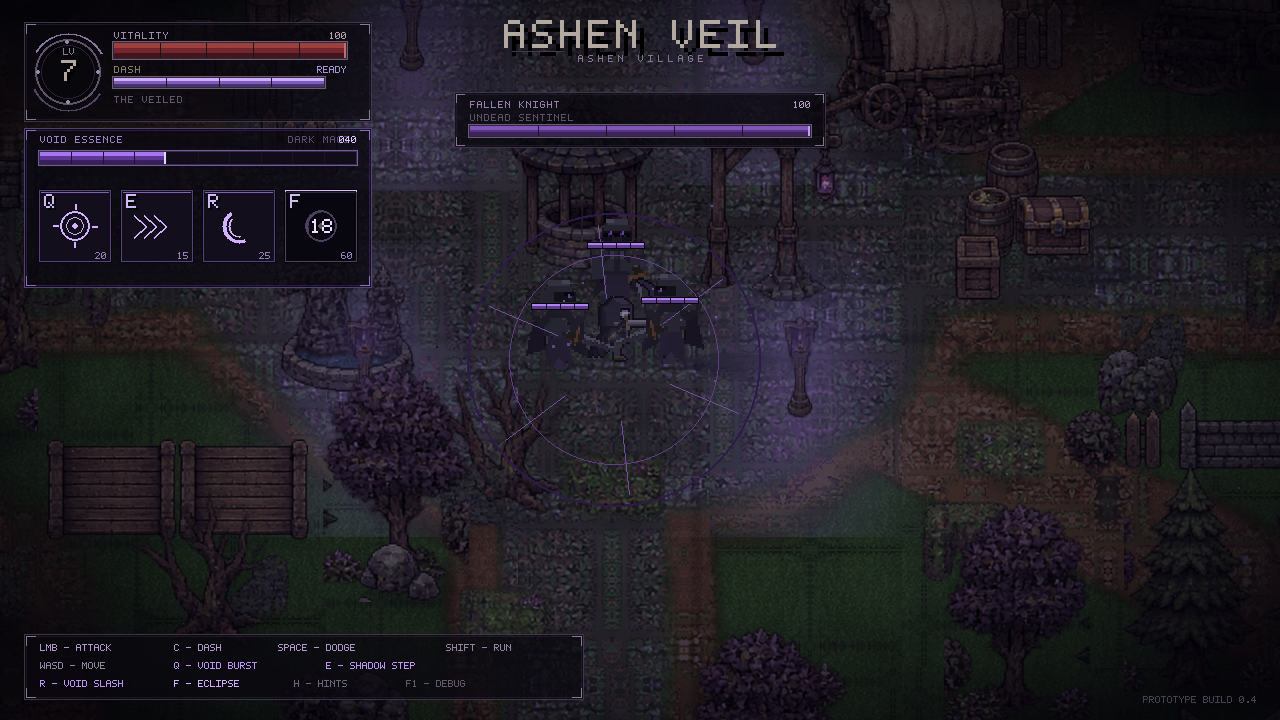 ASHEN VEIL
ASHEN VILLAGE
LV
7
VITALITY 100
DASH READY
THE VEILED
FALLEN KNIGHT 100
UNDEAD SENTINEL
VOID ESSENCE DARK MA 040
Q E R F
18
20 15 25 60
LMB – ATTACK C – DASH SPACE – DODGE SHIFT – RUN
WASD – MOVE Q – VOID BURST E – SHADOW STEP
R – VOID SLASH F – ECLIPSE H – HINTS F1 – DEBUG
PROTOTYPE BUILD 0.4